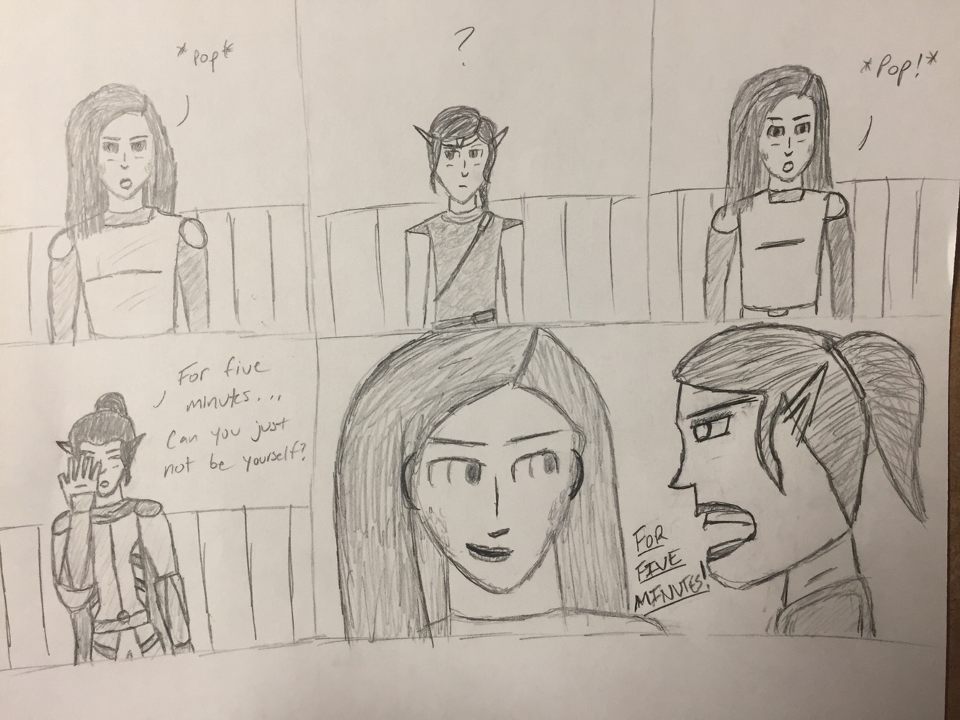 *Pop*
?
*Pop!*
For five
minutes...
Can you just
not be yourself?
FOR
FIVE
MINUTES!